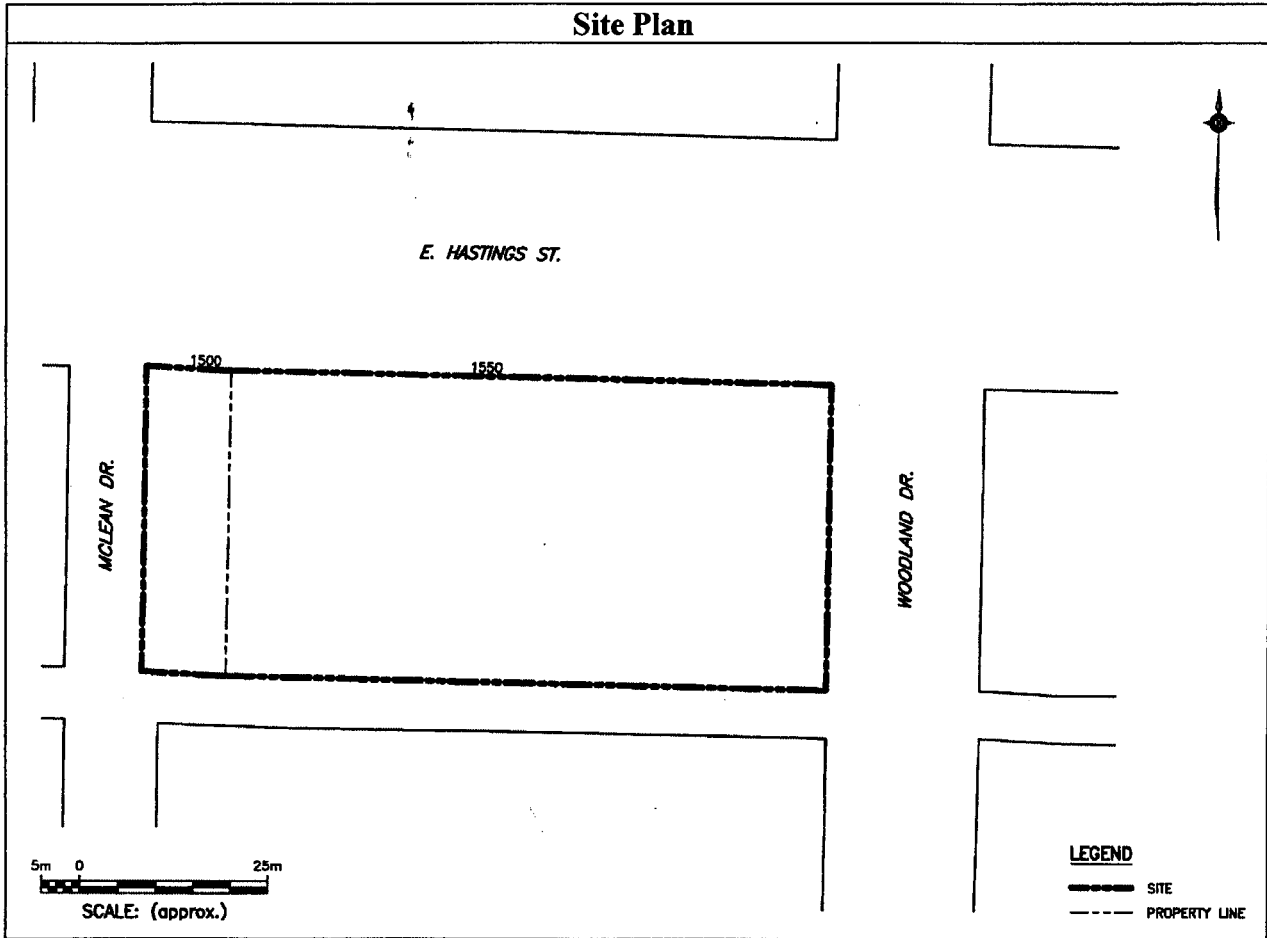 Site Plan
E. HASTINGS ST.
1500
1550
MCLEAN DR.
WOODLAND DR.
5m 0 25m
SCALE: (approx.)
LEGEND
SITE
PROPERTY LINE